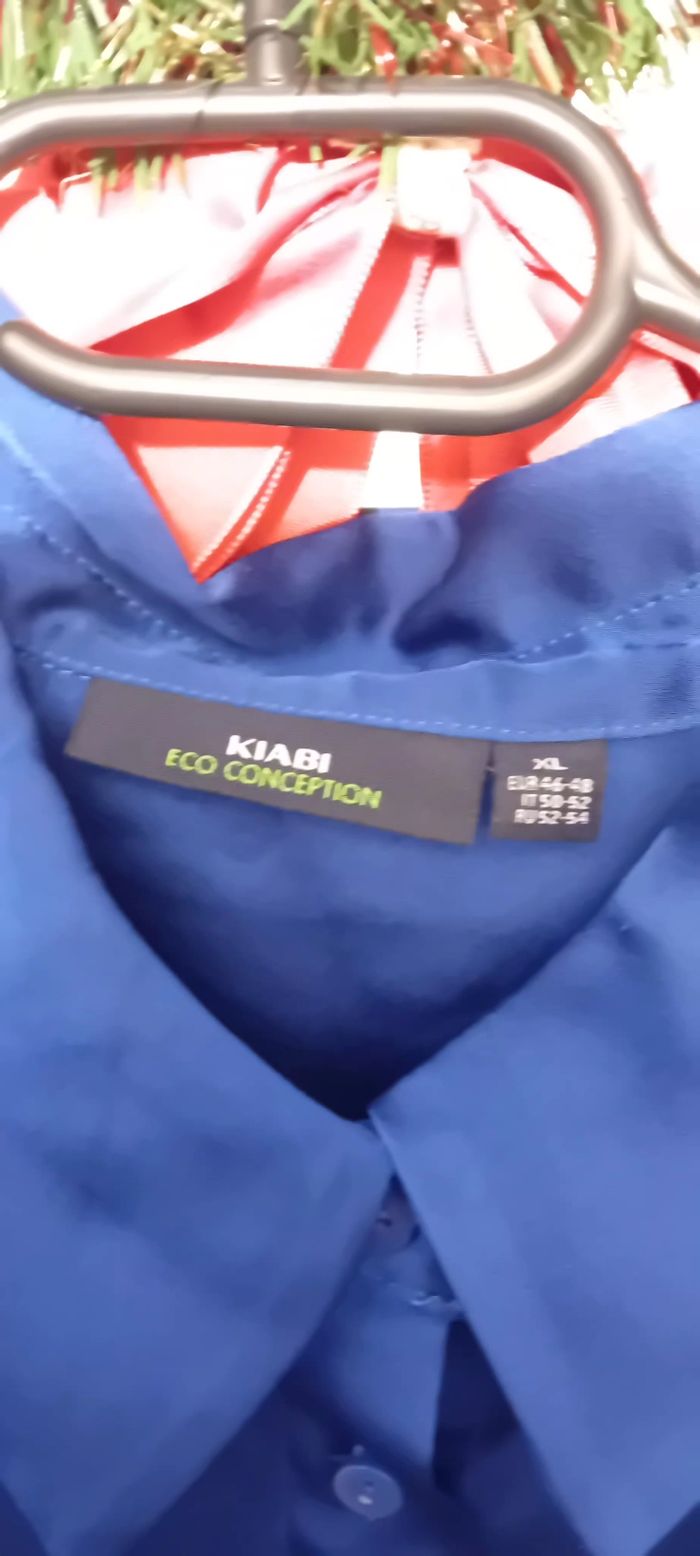 KIABI
ECO CONCEPTION
XL
EUR 46-48
IT 50-52
RU 52-54